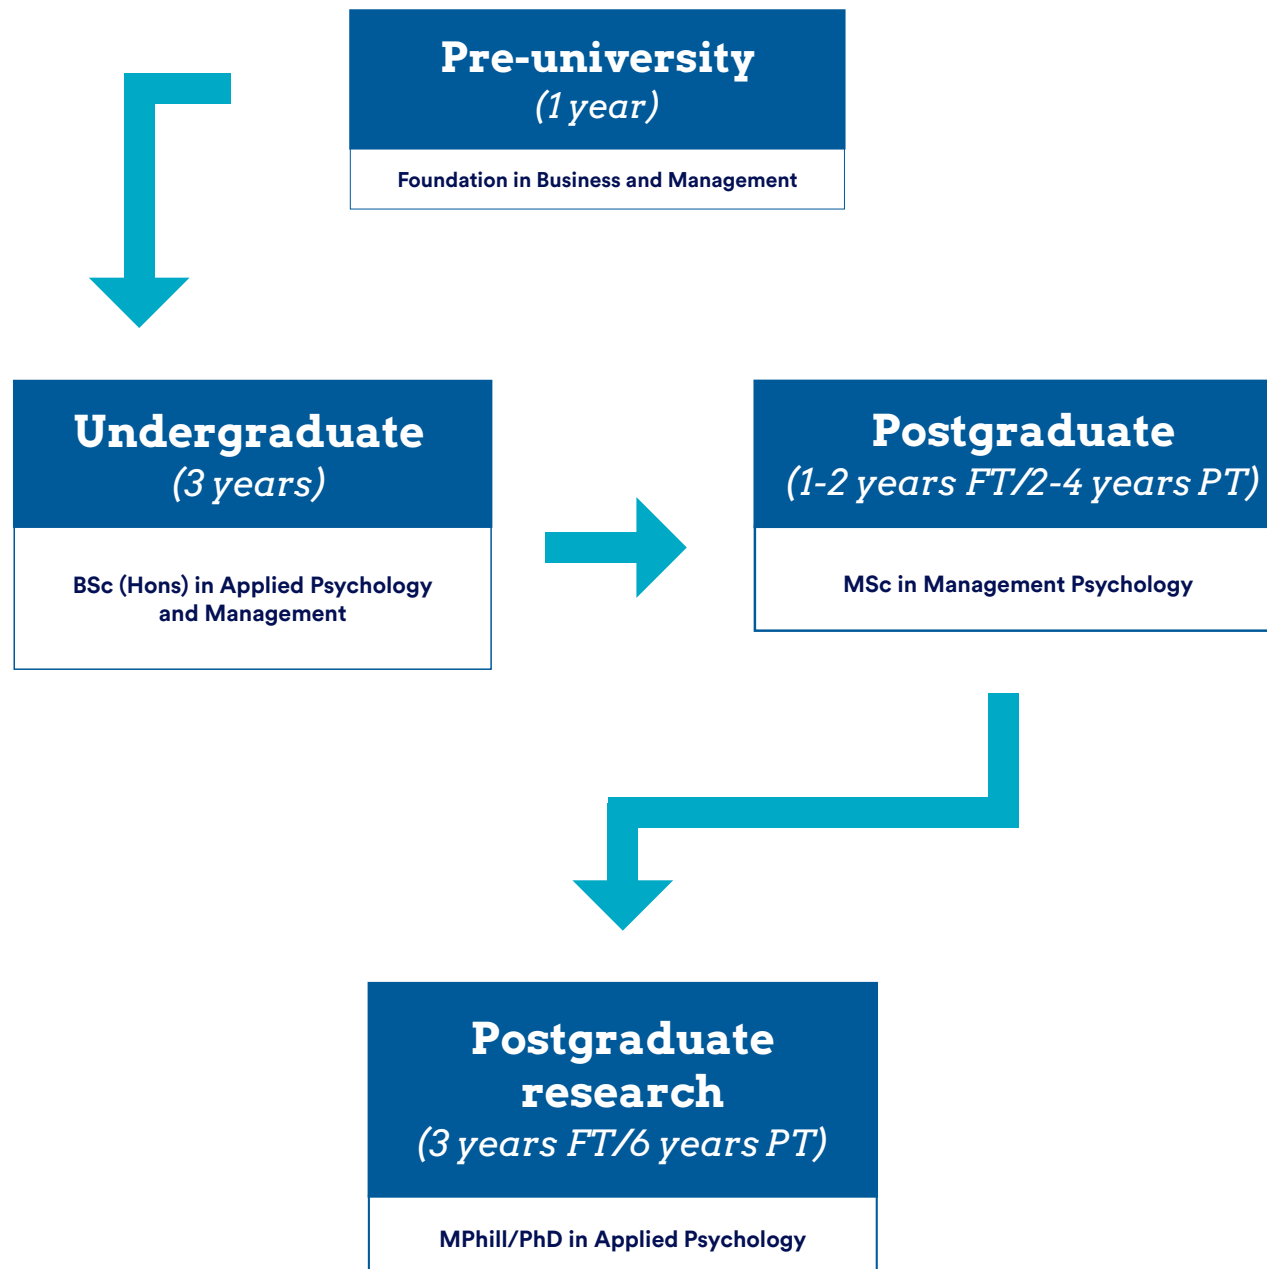 Pre-university
(1 year)
Foundation in Business and Management
Undergraduate
(3 years)
BSc (Hons) in Applied Psychology
and Management
Postgraduate
(1-2 years FT/2-4 years PT)
MSc in Management Psychology
Postgraduate
research
(3 years FT/6 years PT)
MPhill/PhD in Applied Psychology